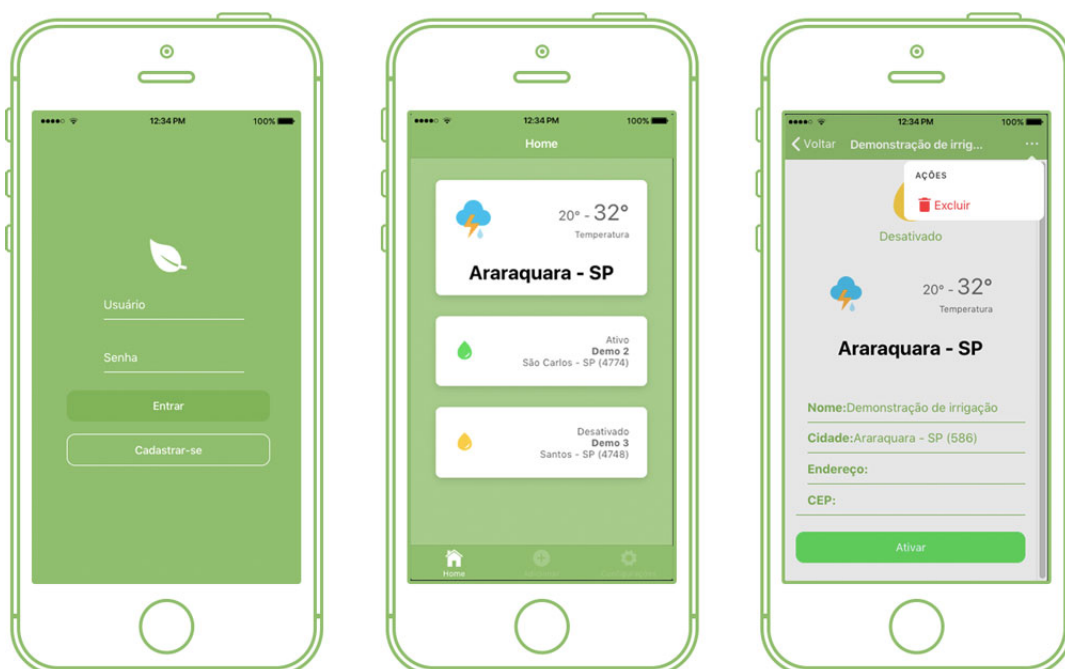 12:34 PM
100%
Usuário
Senha
Entrar
Cadastrar-se
12:34 PM
100%
Home
20° - 32°
Temperatura
Araraquara - SP
Ativo
Demo 2
São Carlos - SP (4774)
Desativado
Demo 3
Santos - SP (4748)
Home
12:34 PM
100%
Voltar
Demonstração de irrig...
AÇÕES
Excluir
Desativado
20° - 32°
Temperatura
Araraquara - SP
Nome:Demonstração de irrigação
Cidade:Araraquara - SP (586)
Endereço:
CEP:
Ativar